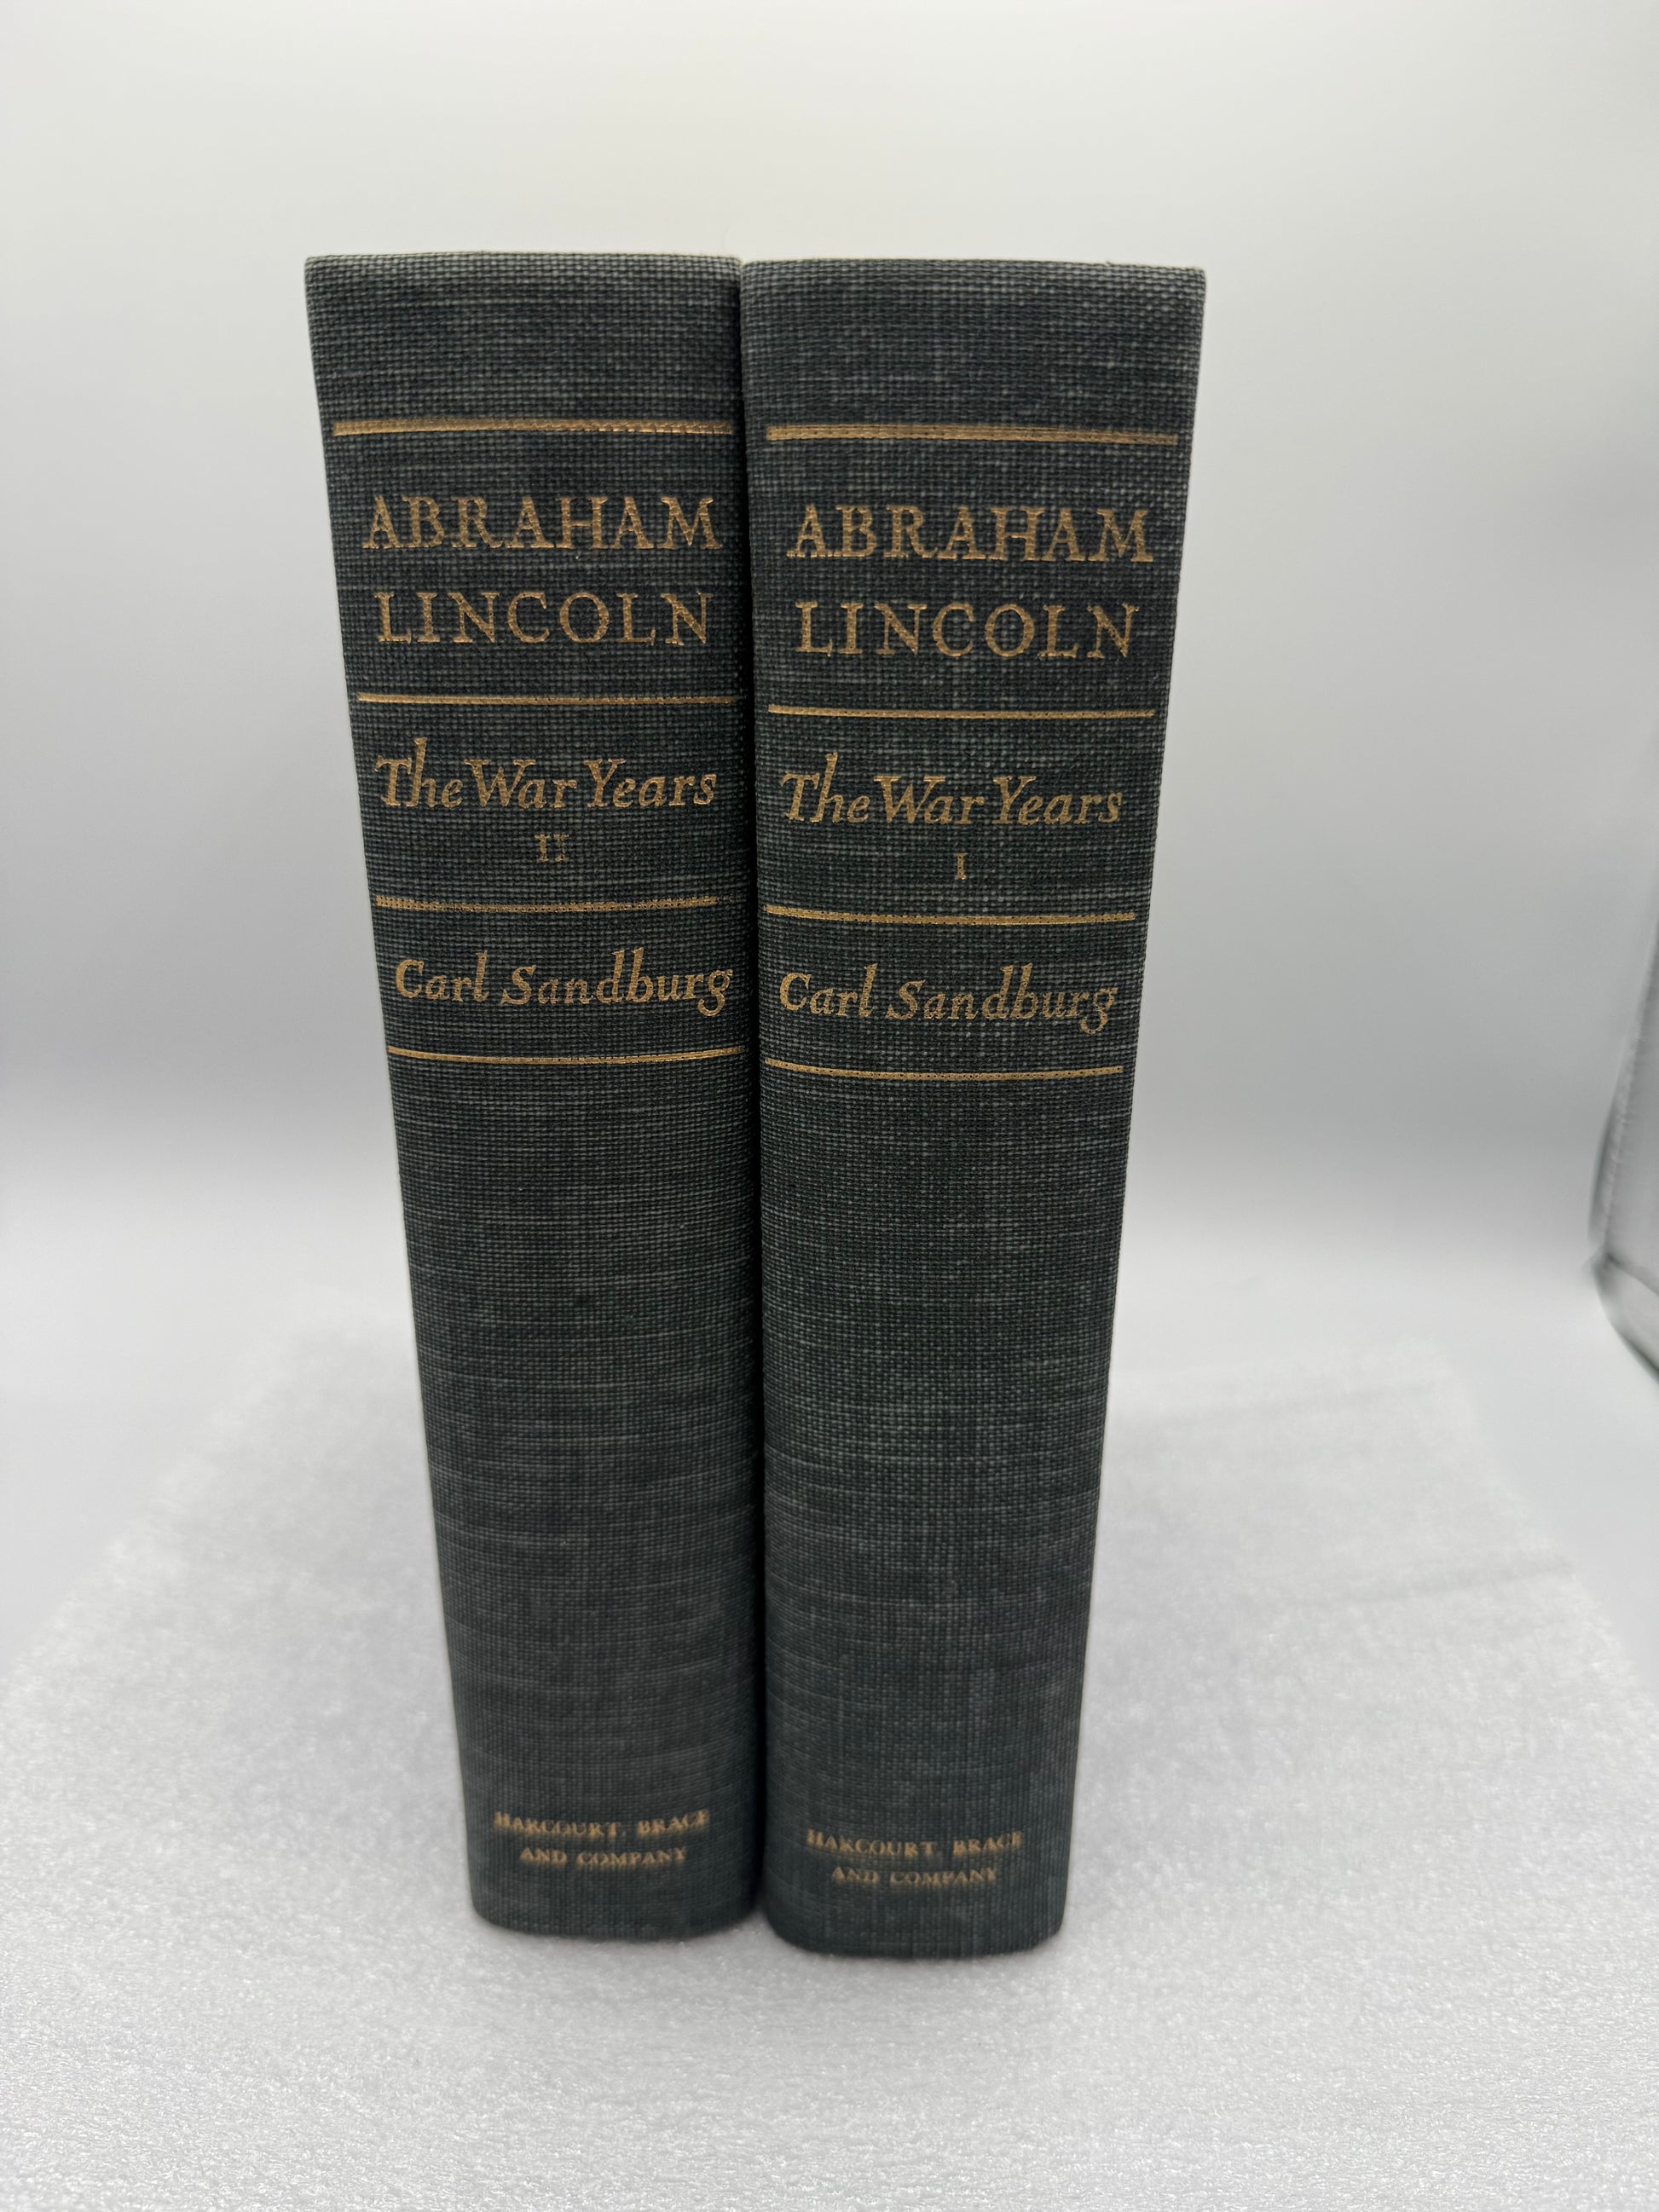 ABRAHAM
LINCOLN
The War Years
II
Carl Sandburg
HARCOURT, BRACE
AND COMPANY
ABRAHAM
LINCOLN
The War Years
I
Carl Sandburg
HARCOURT, BRACE
AND COMPANY